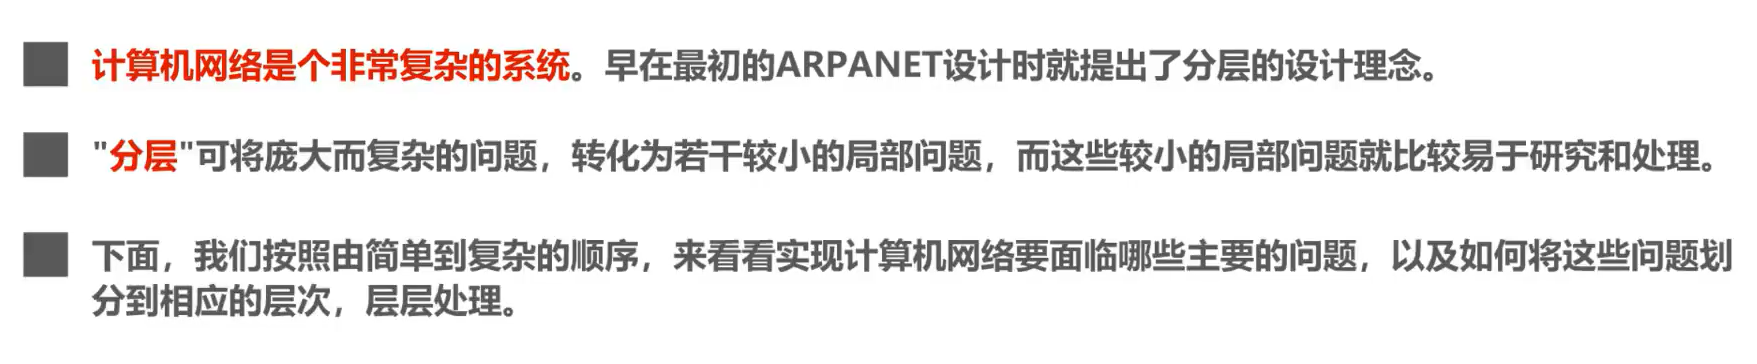 计算机网络是个非常复杂的系统。早在最初的ARPANET设计时就提出了分层的设计理念。
"分层"可将庞大而复杂的问题，转化为若干较小的局部问题，而这些较小的局部问题就比较易于研究和处理。
下面，我们按照由简单到复杂的顺序，来看看实现计算机网络要面临哪些主要的问题，以及如何将这些问题划
分到相应的层次，层层处理。